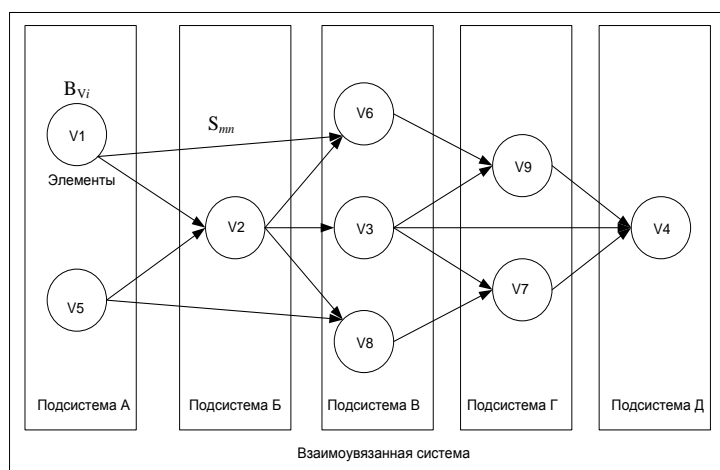 B_Vi
V1
Элементы
S_mn
V6
V9
V2
V3
V4
V5
V7
V8
Подсистема А
Подсистема Б
Подсистема В
Подсистема Г
Подсистема Д
Взаимоувязанная система